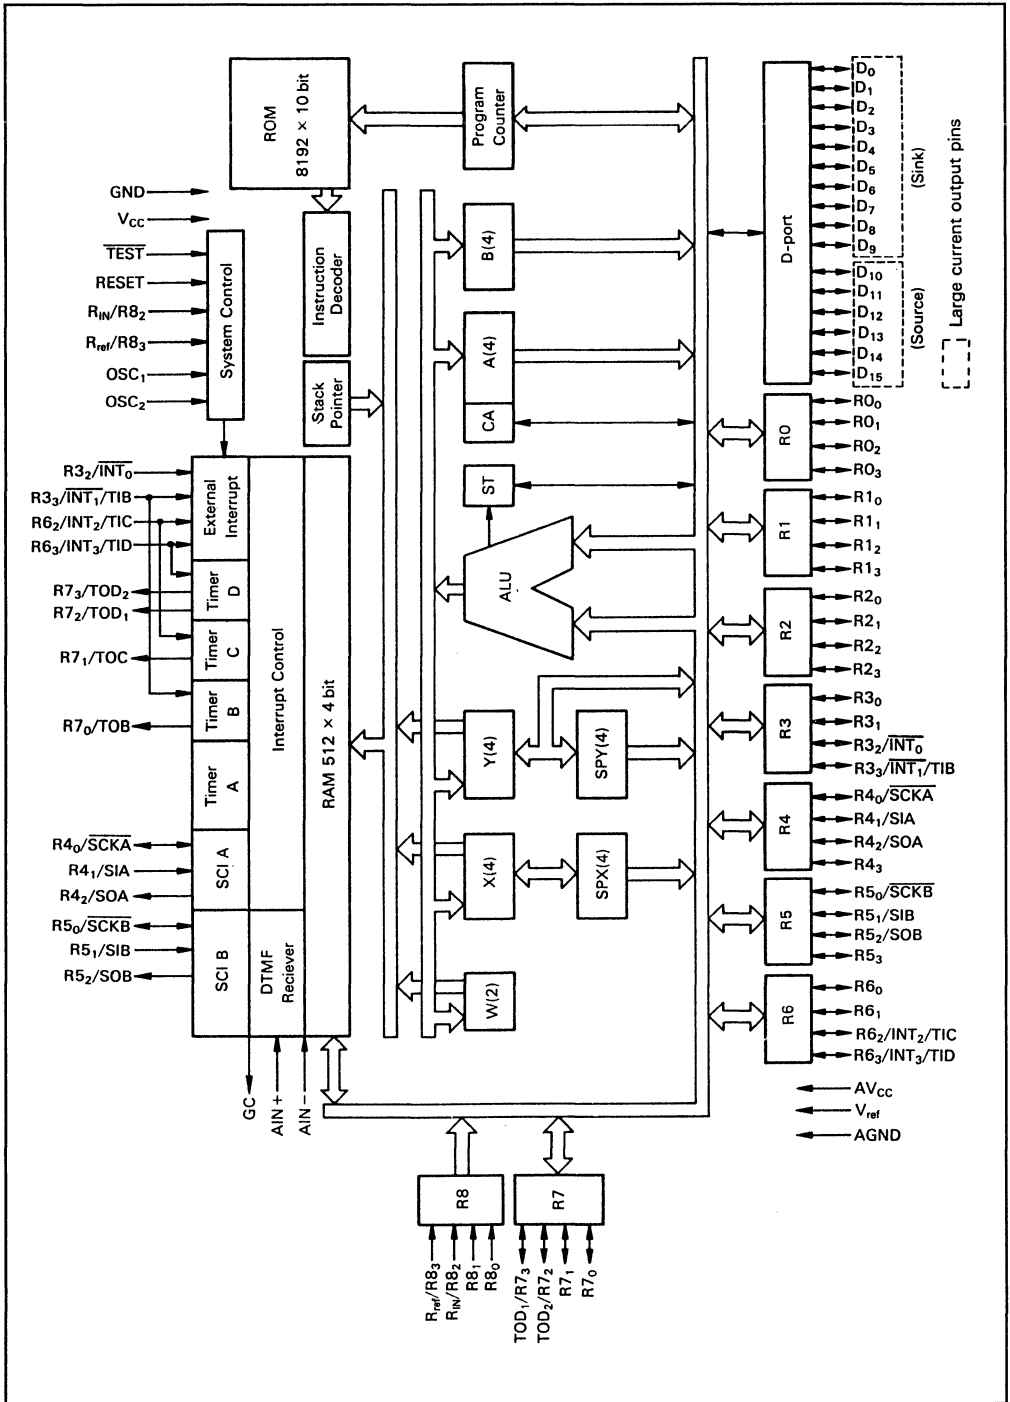 ROM
8192 × 10 bit
Program
Counter
GND
V_CC
TEST
RESET
R_IN/R8₂
R_ref/R8₃
OSC₁
OSC₂
System Control
Instruction
Decoder
Stack
Pointer
B(4)
A(4)
CA
ST
ALU
R3₂/INT₀
R3₃/INT₁/TIB
R6₂/INT₂/TIC
R6₃/INT₃/TID
R7₃/TOD₂
R7₂/TOD₁
R7₁/TOC
R7₀/TOB
R4₀/SCKA
R4₁/SIA
R4₂/SOA
R5₀/SCKB
R5₁/SIB
R5₂/SOB
External
Interrupt
Timer
D
Timer
C
Timer
B
Timer
A
SCI A
SCI B
Interrupt Control
DTMF
Reciever
RAM 512 × 4 bit
Y(4)
SPY(4)
X(4)
SPX(4)
W(2)
GC
AIN+
AIN-
D-port
D₀
D₁
D₂
D₃
D₄
D₅
D₆
D₇
D₈
D₉
(Sink)
D₁₀
D₁₁
D₁₂
D₁₃
D₁₄
D₁₅
(Source)
Large current output pins
R0
R0₀
R0₁
R0₂
R0₃
R1
R1₀
R1₁
R1₂
R1₃
R2
R2₀
R2₁
R2₂
R2₃
R3
R3₀
R3₁
R3₂/INT₀
R3₃/INT₁/TIB
R4
R4₀/SCKA
R4₁/SIA
R4₂/SOA
R4₃
R5
R5₀/SCKB
R5₁/SIB
R5₂/SOB
R5₃
R6
R6₀
R6₁
R6₂/INT₂/TIC
R6₃/INT₃/TID
AV_CC
V_ref
AGND
R8
R_ref/R8₃
R_IN/R8₂
R8₁
R8₀
R7
TOD₁/R7₃
TOD₂/R7₂
R7₁
R7₀